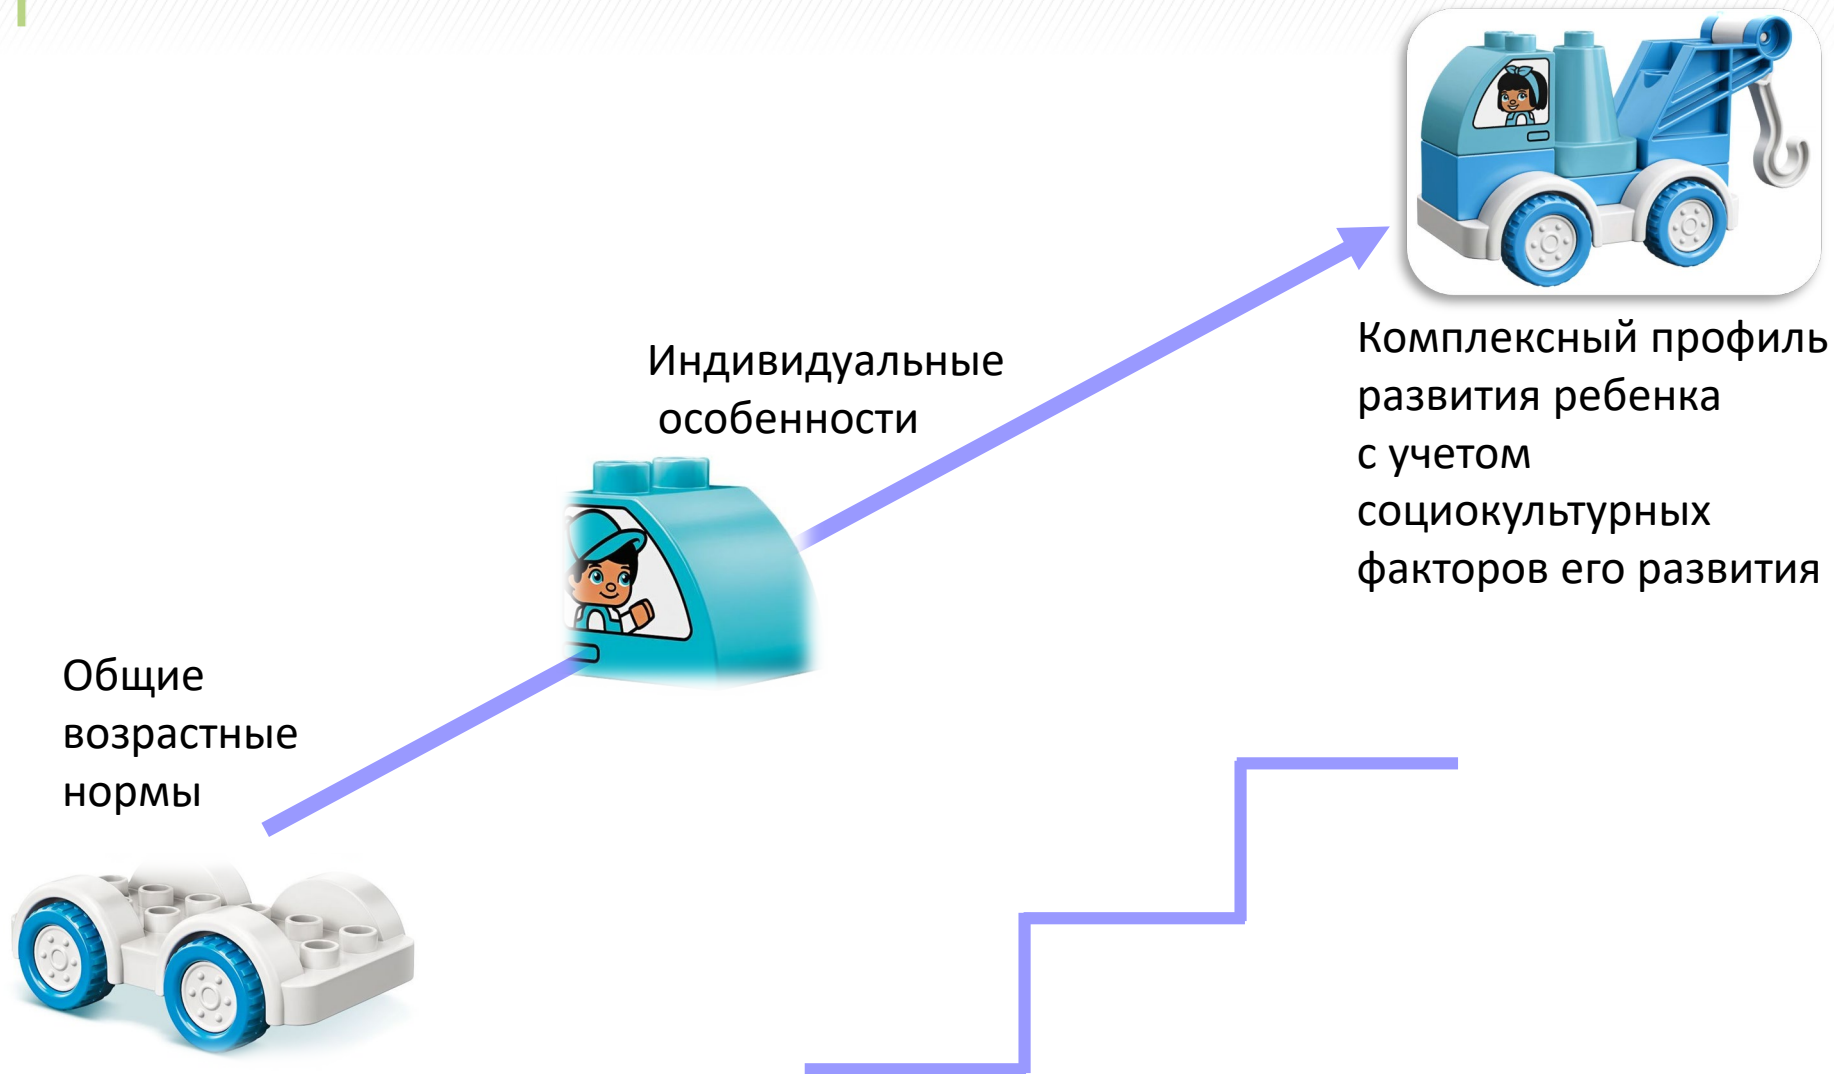 Общие
возрастные
нормы
Индивидуальные
особенности
Комплексный профиль
развития ребенка
с учетом
социокультурных
факторов его развития